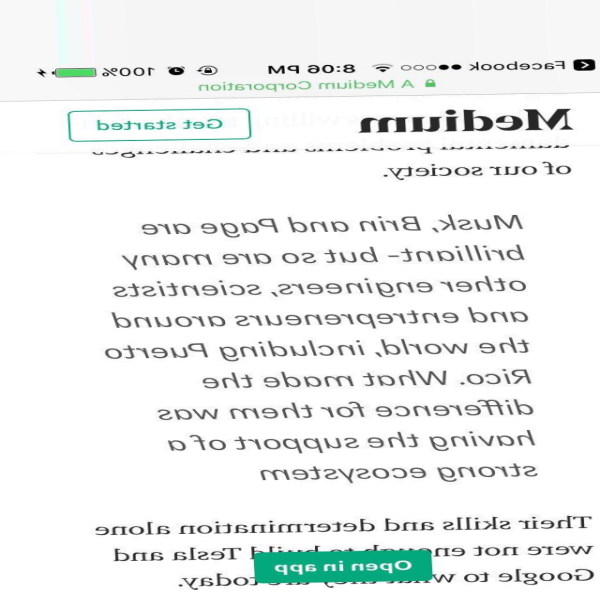 Facebook 8:06 PM 100%
A Medium Corporation
Medium Get started
damental problems and challenges
of our society.
Musk, Brin and Page are
brilliant- but so are many
other engineers, scientists
and entrepreneurs around
the world, including Puerto
Rico. What made the
difference for them was
having the support of a
strong ecosystem
Their skills and determination alone
were not enough to build Tesla and
Google to what they are today.
Open in app